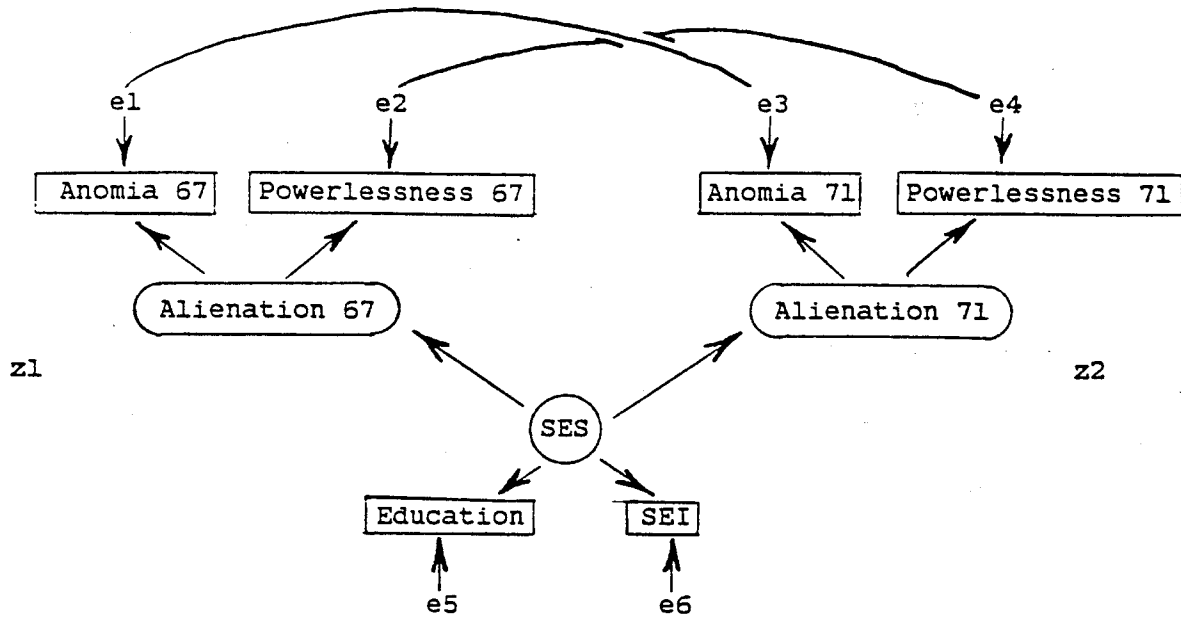 e1 e2 e3 e4
Anomia 67 Powerlessness 67 Anomia 71 Powerlessness 71
Alienation 67 Alienation 71
z1 z2
SES
Education SEI
e5 e6